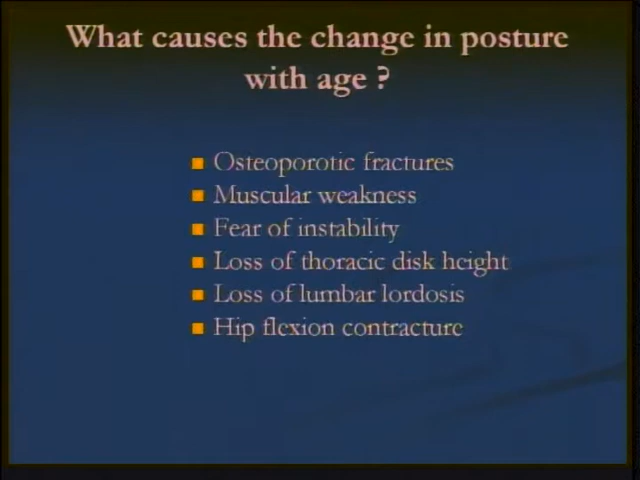 What causes the change in posture
with age ?
Osteoporotic fractures
Muscular weakness
Fear of instability
Loss of thoracic disk height
Loss of lumbar lordosis
Hip flexion contracture